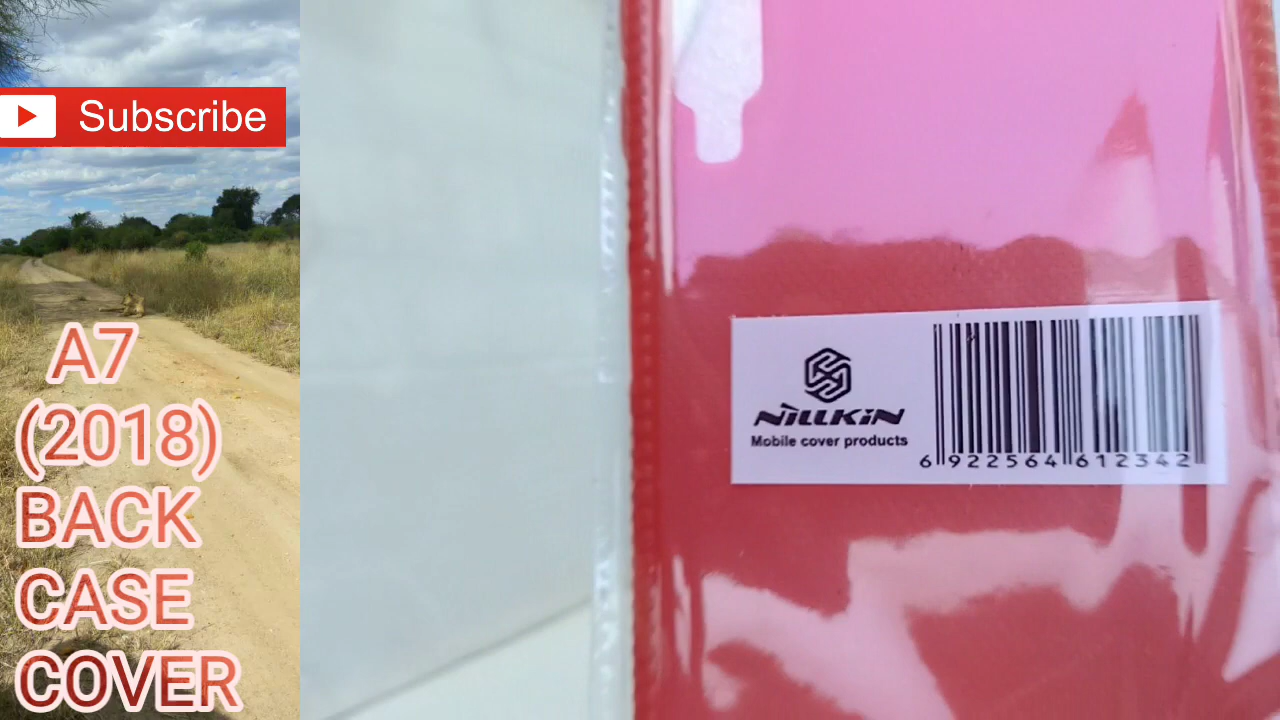 Subscribe
A7
(2018)
BACK
CASE
COVER
NILLKIN
Mobile cover products
6 922564 612342